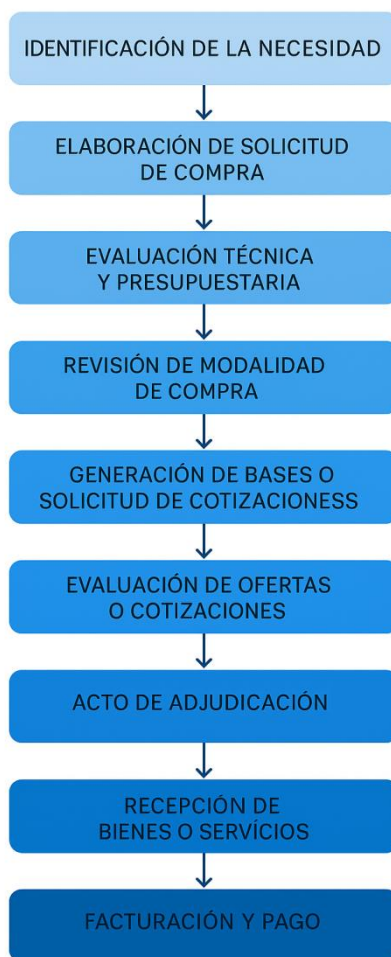 IDENTIFICACIÓN DE LA NECESIDAD
ELABORACIÓN DE SOLICITUD
DE COMPRA
EVALUACIÓN TÉCNICA
Y PRESUPUESTARIA
REVISIÓN DE MODALIDAD
DE COMPRA
GENERACIÓN DE BASES O
SOLICITUD DE COTIZACIONESS
EVALUACIÓN DE OFERTAS
O COTIZACIONES
ACTO DE ADJUDICACIÓN
RECEPCIÓN DE
BIENES O SERVÍCIOS
FACTURACIÓN Y PAGO